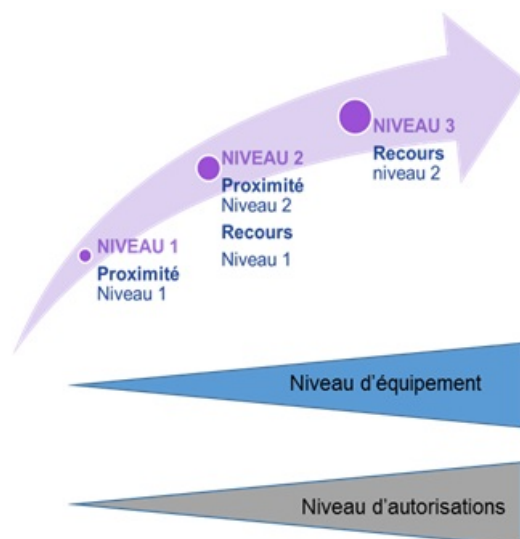 NIVEAU 3
Recours
niveau 2
NIVEAU 2
Proximité
Niveau 2
Recours
Niveau 1
NIVEAU 1
Proximité
Niveau 1
Niveau d'équipement
Niveau d'autorisations